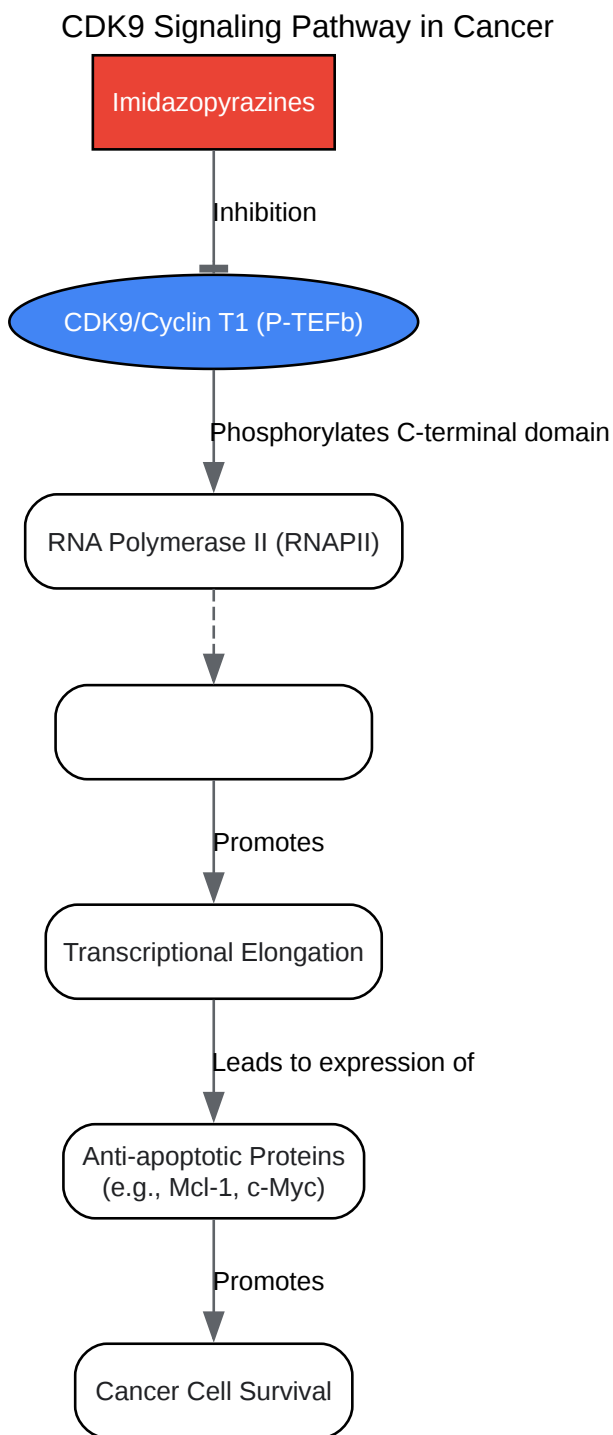 CDK9 Signaling Pathway in Cancer
Imidazopyrazines
Inhibition
CDK9/Cyclin T1 (P-TEFb)
Phosphorylates C-terminal domain
RNA Polymerase II (RNAPII)
Promotes
Transcriptional Elongation
Leads to expression of
Anti-apoptotic Proteins
(e.g., Mcl-1, c-Myc)
Promotes
Cancer Cell Survival